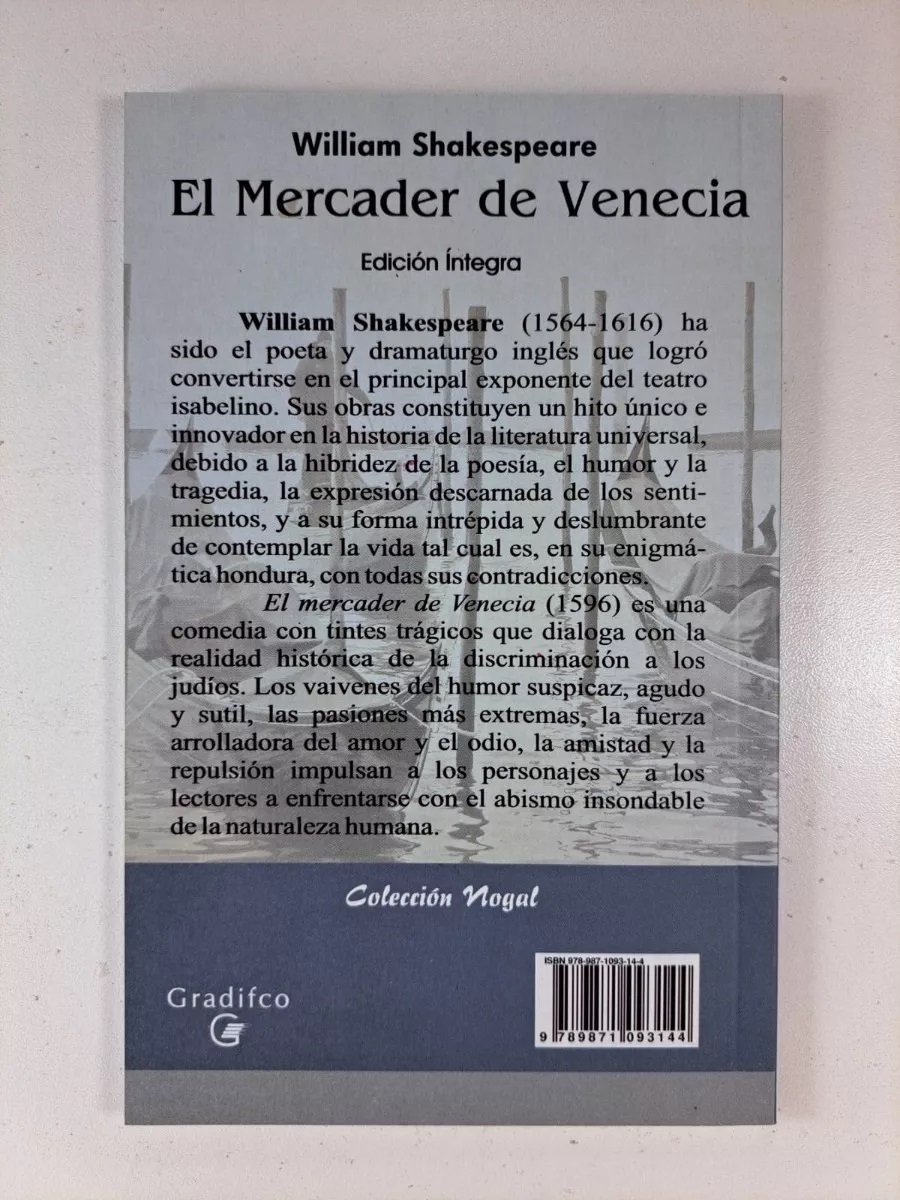 William Shakespeare
El Mercader de Venecia
Edición Íntegra
William Shakespeare (1564-1616) ha
sido el poeta y dramaturgo inglés que logró
convertirse en el principal exponente del teatro
isabelino. Sus obras constituyen un hito único e
innovador en la historia de la literatura universal,
debido a la hibridez de la poesía, el humor y la
tragedia, la expresión descarnada de los senti-
mientos, y a su forma intrépida y deslumbrante
de contemplar la vida tal cual es, en su enigmá-
tica hondura, con todas sus contradicciones.
El mercader de Venecia (1596) es una
comedia con tintes trágicos que dialoga con la
realidad histórica de la discriminación a los
judíos. Los vaivenes del humor suspicaz, agudo
y sutil, las pasiones más extremas, la fuerza
arrolladora del amor y el odio, la amistad y la
repulsión impulsan a los personajes y a los
lectores a enfrentarse con el abismo insondable
de la naturaleza humana.
Colección Nogal
Gradifco
G
ISBN 978-987-1093-14-4
9 789871 093144